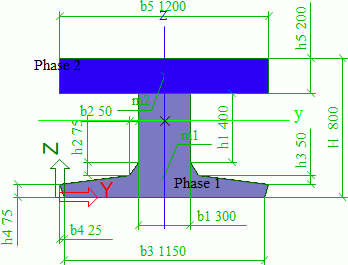 b5 1200
Z
h5 200
Phase 2
m2
b2 50
y
h2 75
h1 400
H 800
m1
h3 50
Z
Y
Phase 1
h4 75
b1 300
b4 25
b3 1150